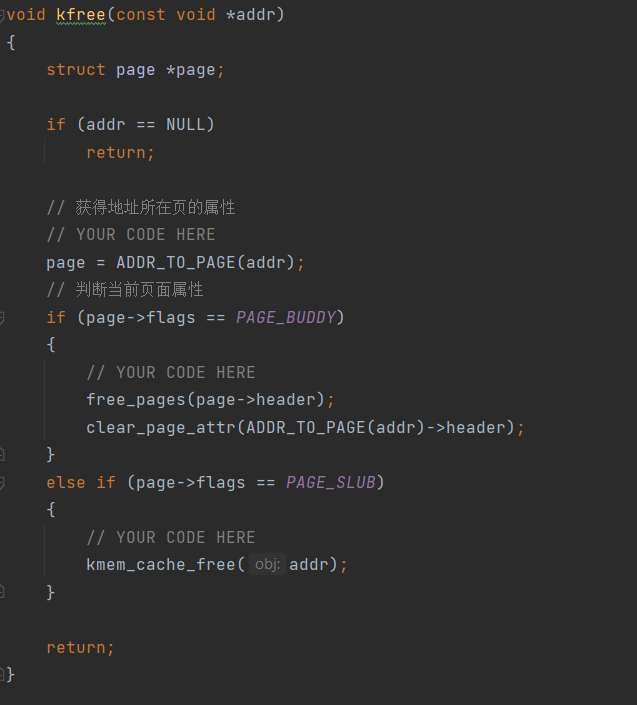 void kfree(const void *addr)
{
    struct page *page;

    if (addr == NULL)
        return;

    // 获得地址所在页的属性
    // YOUR CODE HERE
    page = ADDR_TO_PAGE(addr);
    // 判断当前页面属性
    if (page->flags == PAGE_BUDDY)
    {
        // YOUR CODE HERE
        free_pages(page->header);
        clear_page_attr(ADDR_TO_PAGE(addr)->header);
    }
    else if (page->flags == PAGE_SLUB)
    {
        // YOUR CODE HERE
        kmem_cache_free( obj: addr);
    }

    return;
}